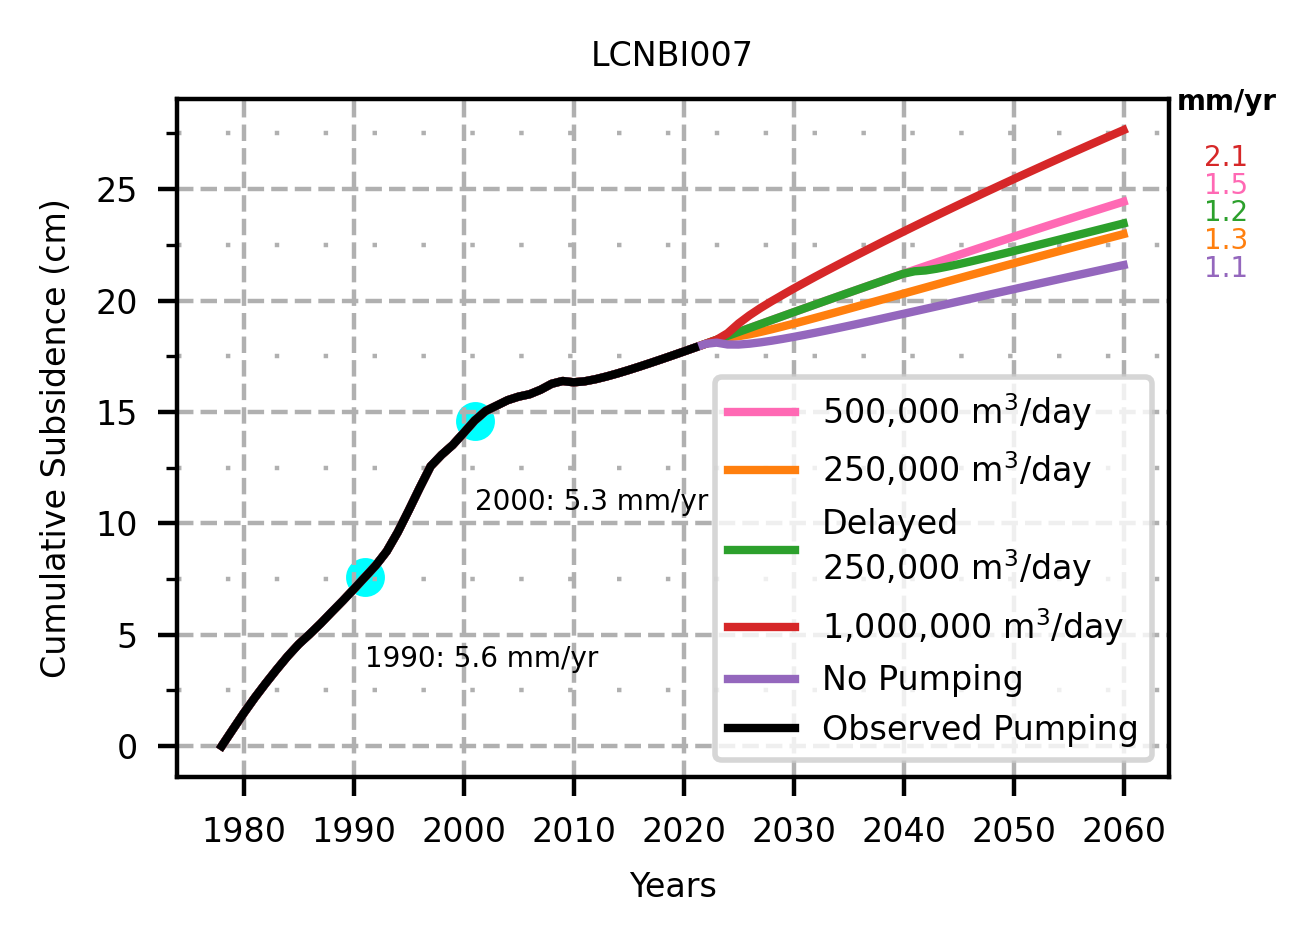 LCNBI007
mm/yr
2.1
1.5
1.2
1.3
1.1
Cumulative Subsidence (cm)
25
20
15
10
5
0
2000: 5.3 mm/yr
1990: 5.6 mm/yr
500,000 m³/day
250,000 m³/day
Delayed
250,000 m³/day
1,000,000 m³/day
No Pumping
Observed Pumping
1980 1990 2000 2010 2020 2030 2040 2050 2060
Years